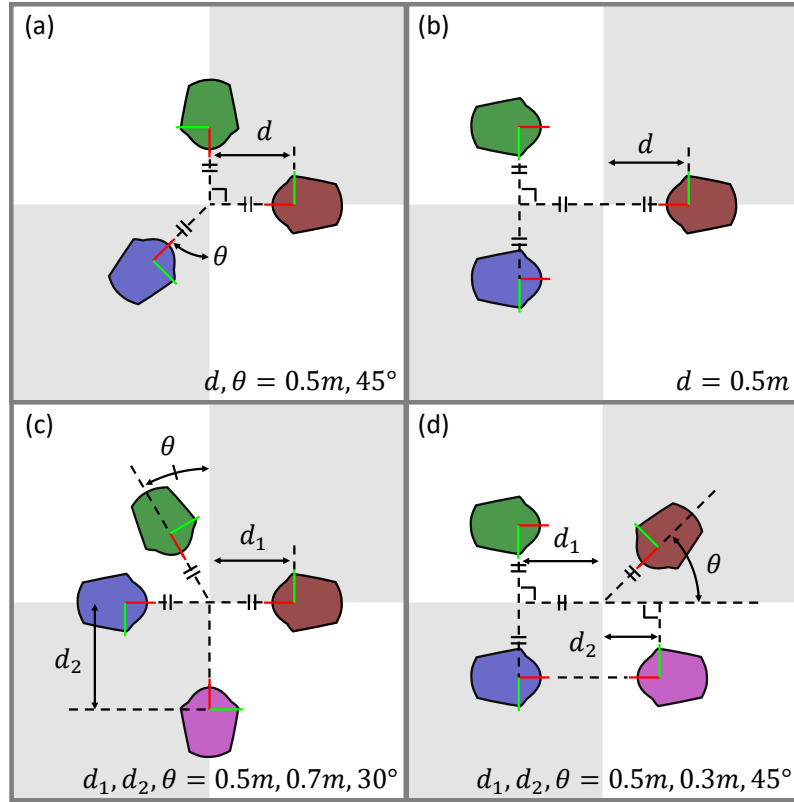 (a)
d
θ
d, θ = 0.5m, 45°
(b)
d
d = 0.5m
(c)
θ
d₁
d₂
d₁, d₂, θ = 0.5m, 0.7m, 30°
(d)
d₁
θ
d₂
d₁, d₂, θ = 0.5m, 0.3m, 45°